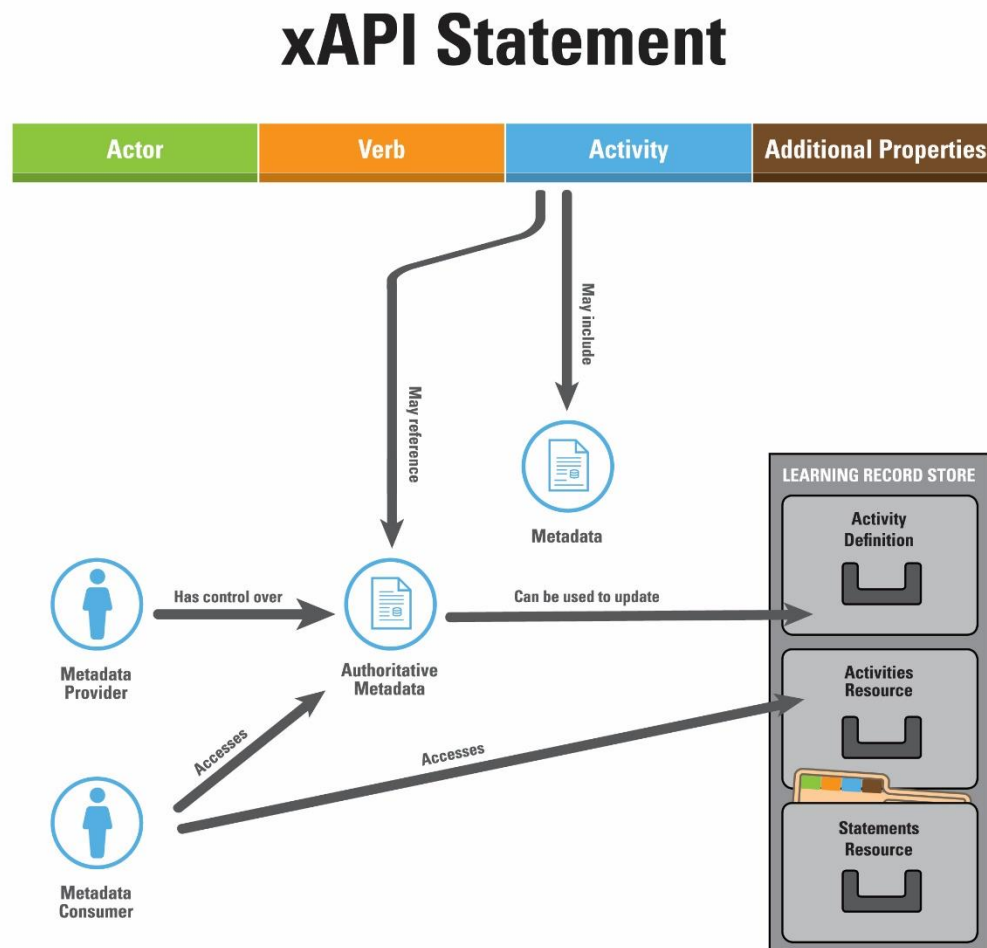 xAPI Statement
Actor
Verb
Activity
Additional Properties
May reference
May include
Metadata
LEARNING RECORD STORE
Activity
Definition
Has control over
Can be used to update
Metadata
Provider
Authoritative
Metadata
Activities
Resource
Accesses
Accesses
Statements
Resource
Metadata
Consumer